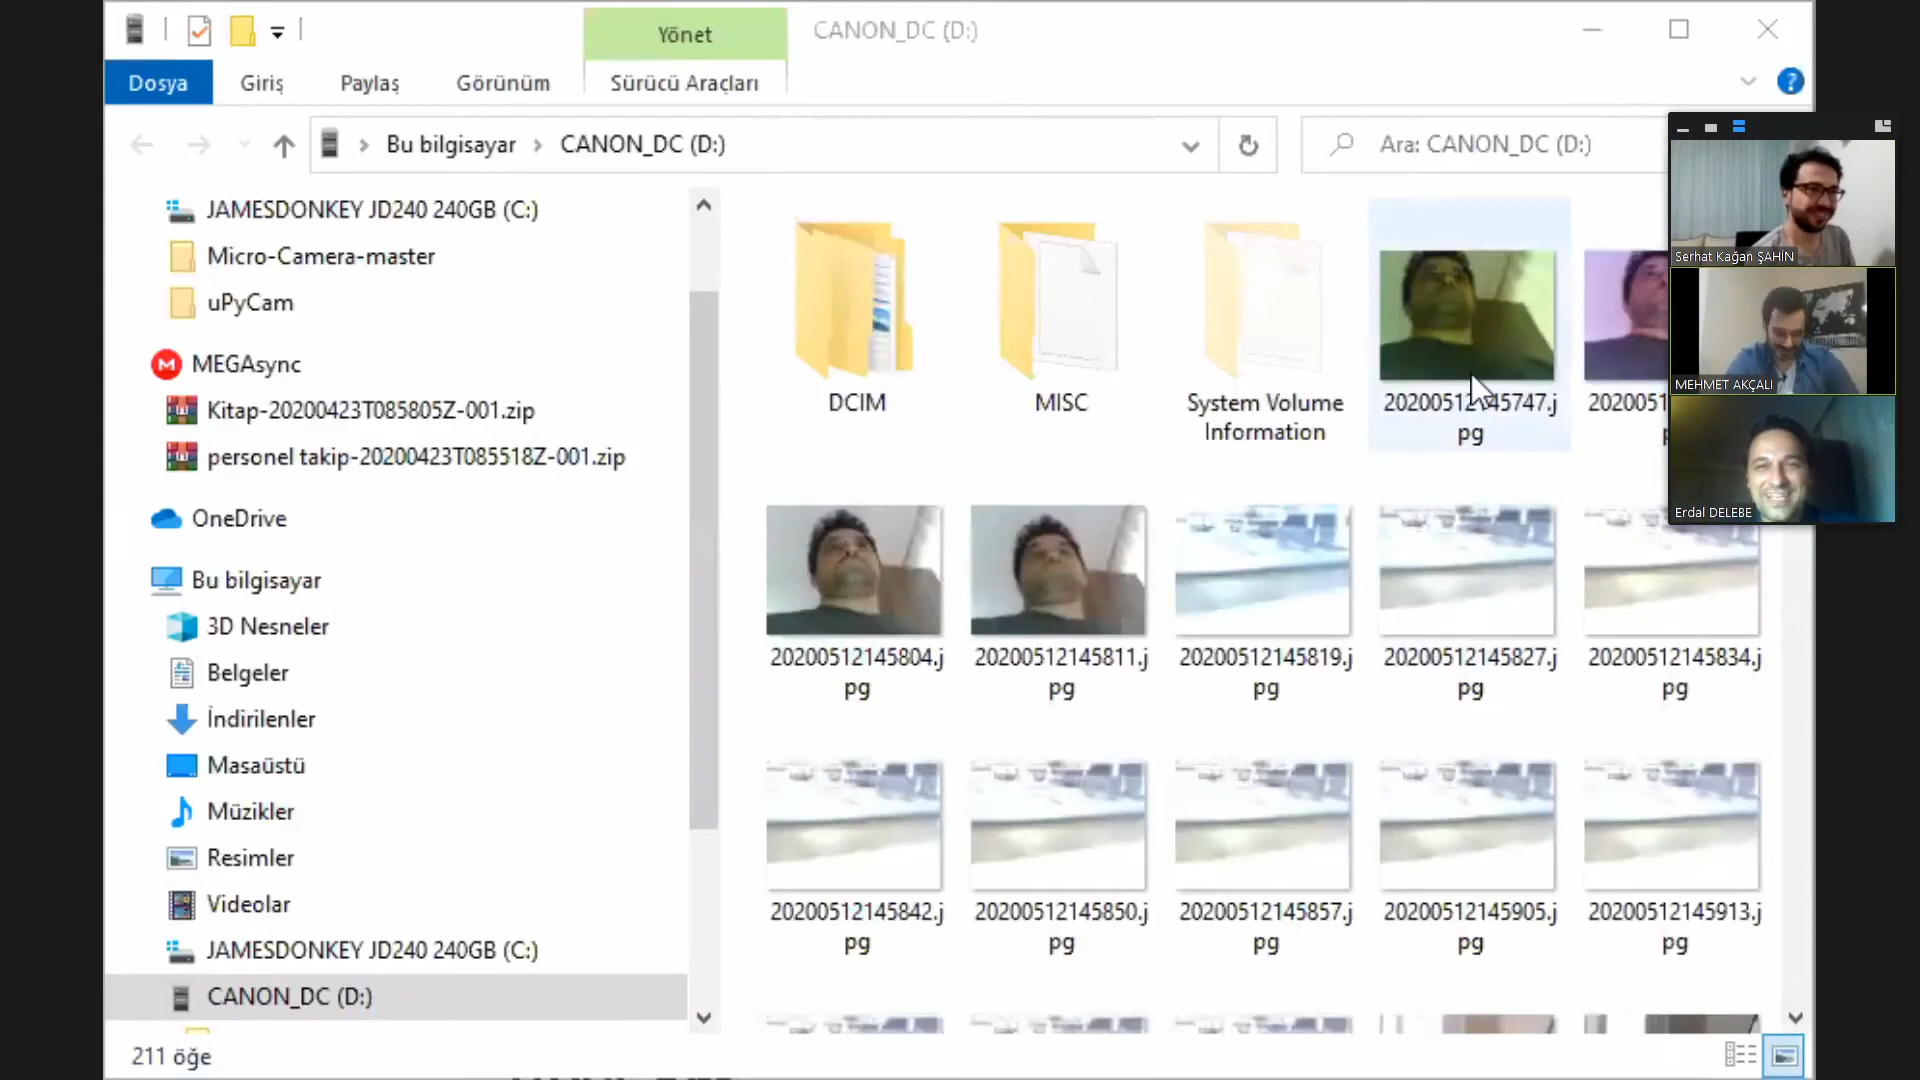 Yönet
CANON_DC (D:)
Dosya
Giriş
Paylaş
Görünüm
Sürücü Araçları
Bu bilgisayar
CANON_DC (D:)
Ara: CANON_DC (D:)
JAMESDONKEY JD240 240GB (C:)
Micro-Camera-master
uPyCam
MEGAsync
Kitap-20200423T085805Z-001.zip
personel takip-20200423T085518Z-001.zip
OneDrive
Bu bilgisayar
3D Nesneler
Belgeler
İndirilenler
Masaüstü
Müzikler
Resimler
Videolar
JAMESDONKEY JD240 240GB (C:)
CANON_DC (D:)
211 öğe
DCIM
MISC
System Volume
Information
20200512145747.j
pg
2020051
20200512145804.j
pg
20200512145811.j
pg
20200512145819.j
pg
20200512145827.j
pg
20200512145834.j
pg
20200512145842.j
pg
20200512145850.j
pg
20200512145857.j
pg
20200512145905.j
pg
20200512145913.j
pg
Serhat Kağan ŞAHİN
MEHMET AKÇALI
Erdal DELEBE